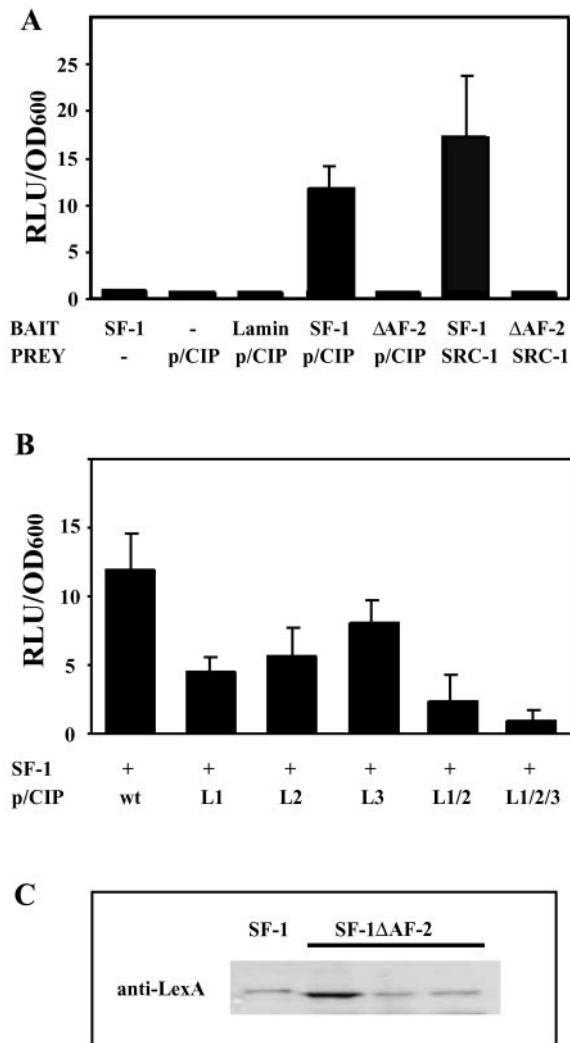 A
RLU/OD600
25
20
15
10
5
0
BAIT SF-1 - Lamin SF-1 ΔAF-2 SF-1 ΔAF-2
PREY - p/CIP p/CIP p/CIP p/CIP SRC-1 SRC-1
B
RLU/OD600
15
10
5
0
SF-1 + + + + + +
p/CIP wt L1 L2 L3 L1/2 L1/2/3
C
SF-1 SF-1ΔAF-2
anti-LexA